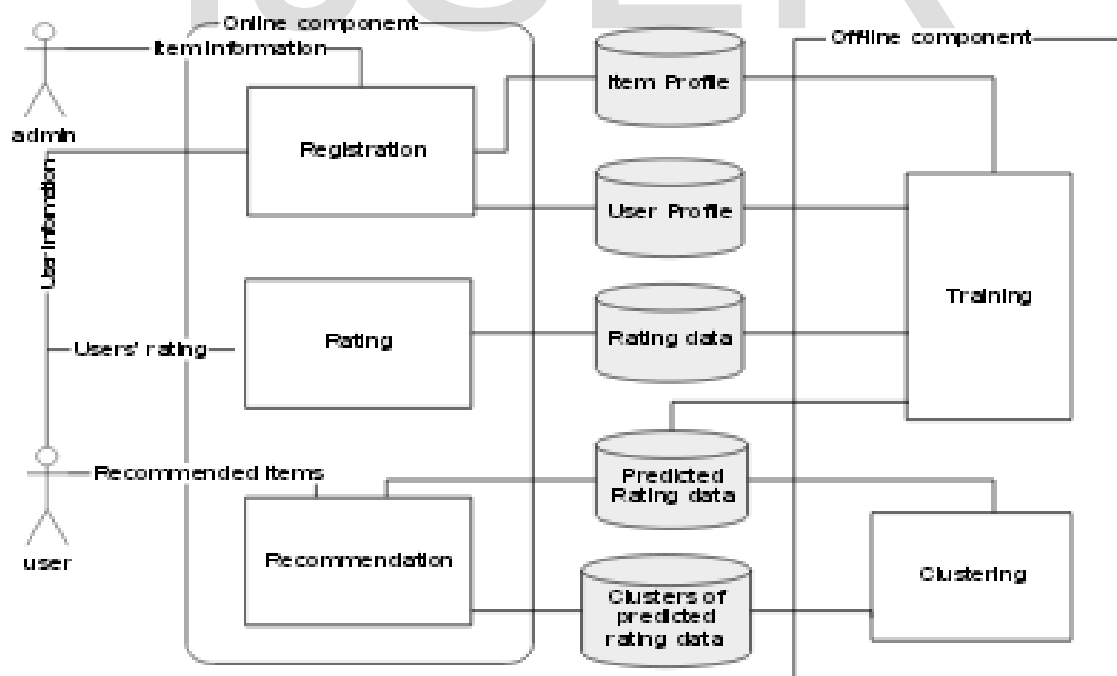 Online component
Item information
Offline component
Item Profile
admin
Registration
User information
User Profile
Training
Users' rating
Rating
Rating data
Recommended items
Predicted
Rating data
user
Recommendation
Clustering
Clusters of
predicted
rating data